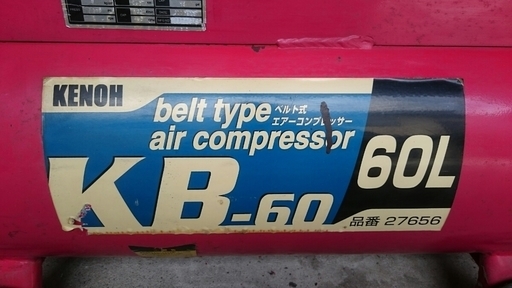 KENOH
belt type ベルト式
air compressor エアーコンプレッサー
60L
KB-60
品番 27656